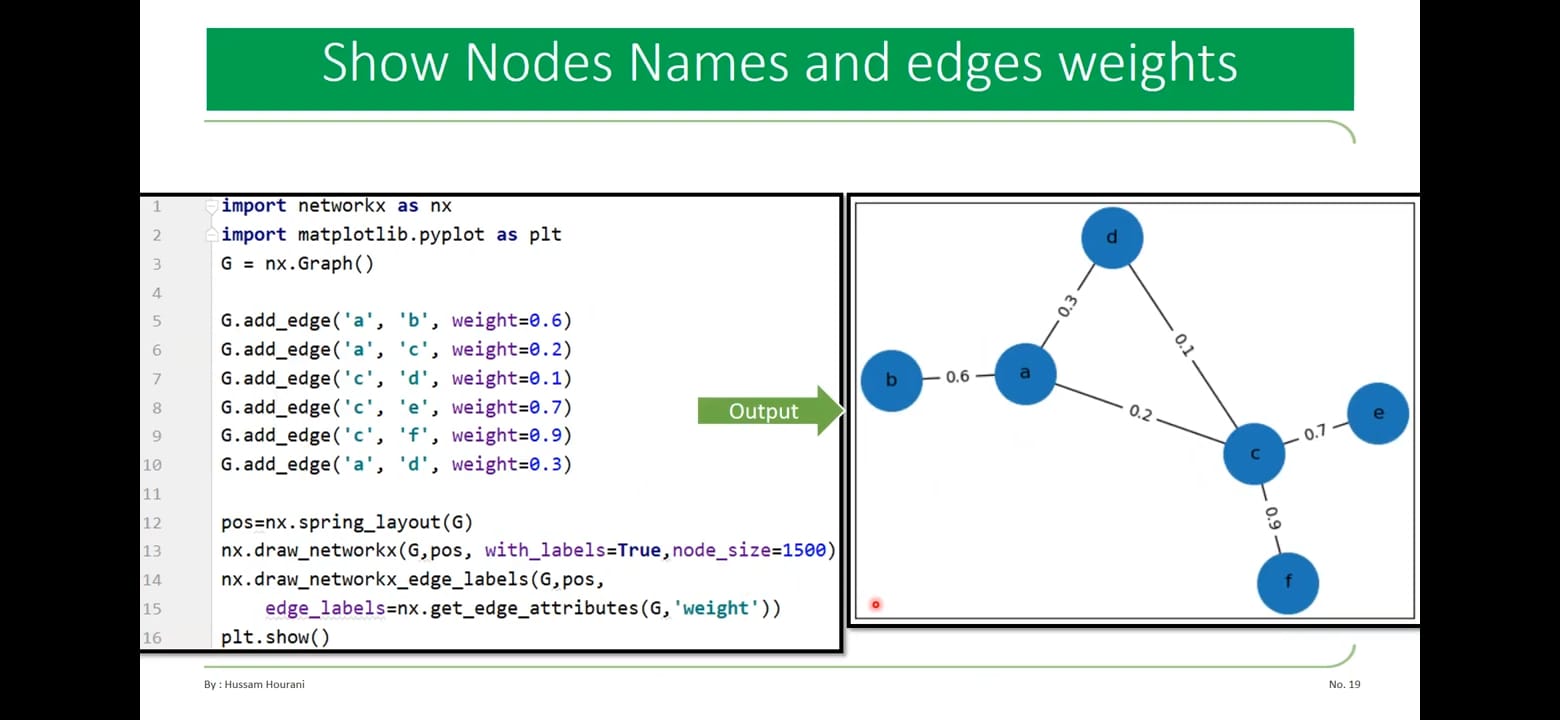 Show Nodes Names and edges weights
1 import networkx as nx
2 import matplotlib.pyplot as plt
3 G = nx.Graph()
4
5 G.add_edge('a', 'b', weight=0.6)
6 G.add_edge('a', 'c', weight=0.2)
7 G.add_edge('c', 'd', weight=0.1)
8 G.add_edge('c', 'e', weight=0.7)
9 G.add_edge('c', 'f', weight=0.9)
10 G.add_edge('a', 'd', weight=0.3)
11
12 pos=nx.spring_layout(G)
13 nx.draw_networkx(G,pos, with_labels=True,node_size=1500)
14 nx.draw_networkx_edge_labels(G,pos,
15     edge_labels=nx.get_edge_attributes(G,'weight'))
16 plt.show()
Output
d
0.3
0.1
b
0.6
a
0.2
e
0.7
c
0.9
f
By : Hussam Hourani
No. 19